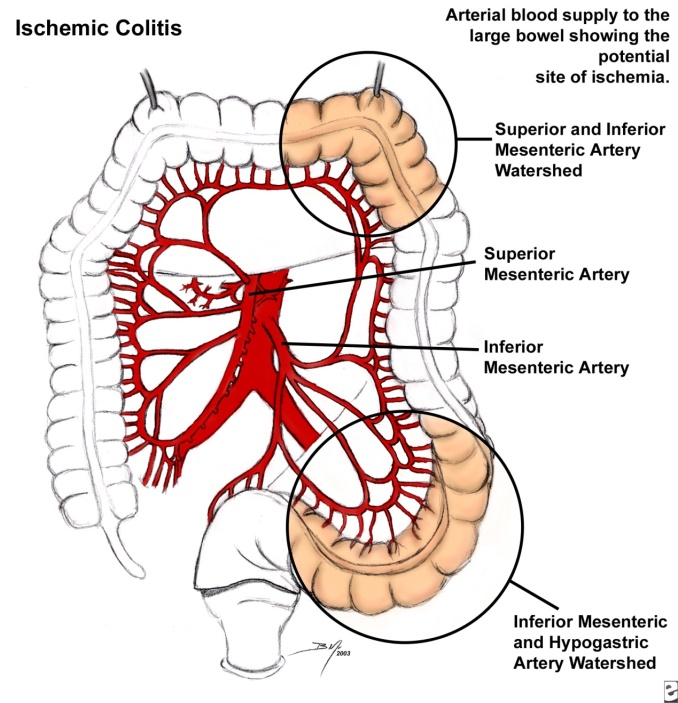 Ischemic Colitis
Arterial blood supply to the
large bowel showing the
potential
site of ischemia.
Superior and Inferior
Mesenteric Artery
Watershed
Superior
Mesenteric Artery
Inferior
Mesenteric Artery
Inferior Mesenteric
and Hypogastric
Artery Watershed
2003